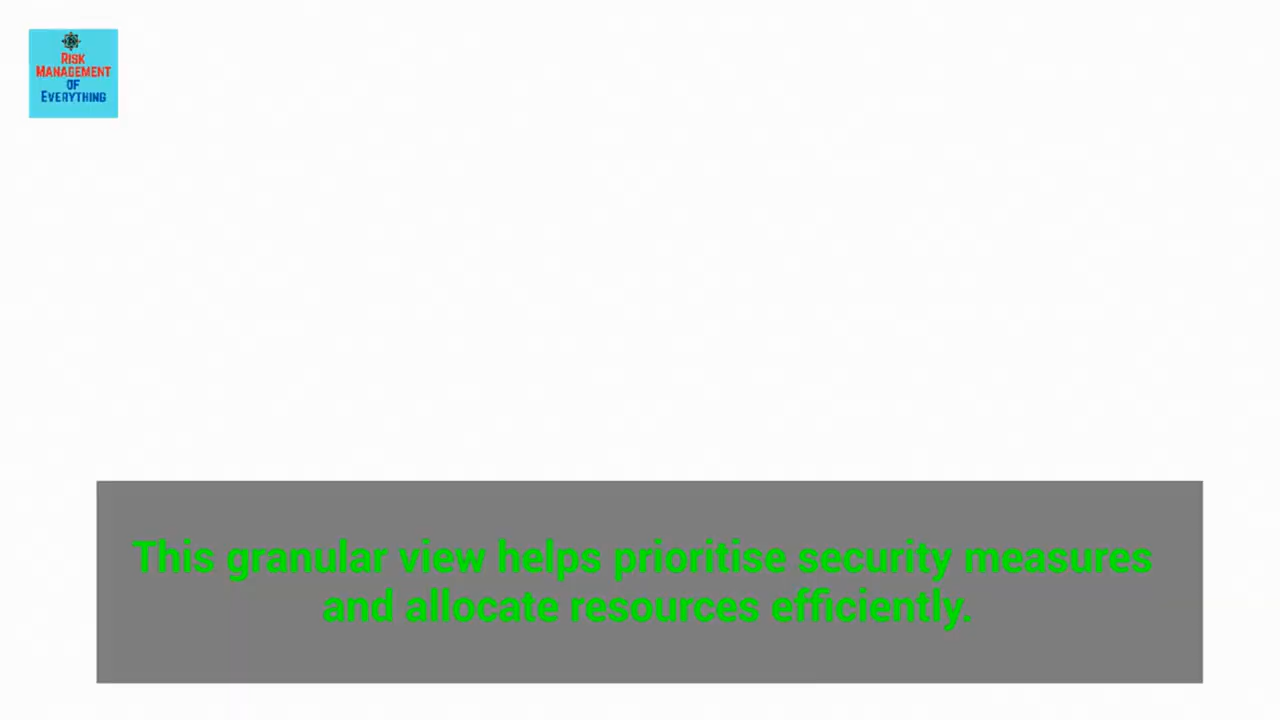 Risk
Management
of
Everything
This granular view helps prioritise security measures
and allocate resources efficiently.